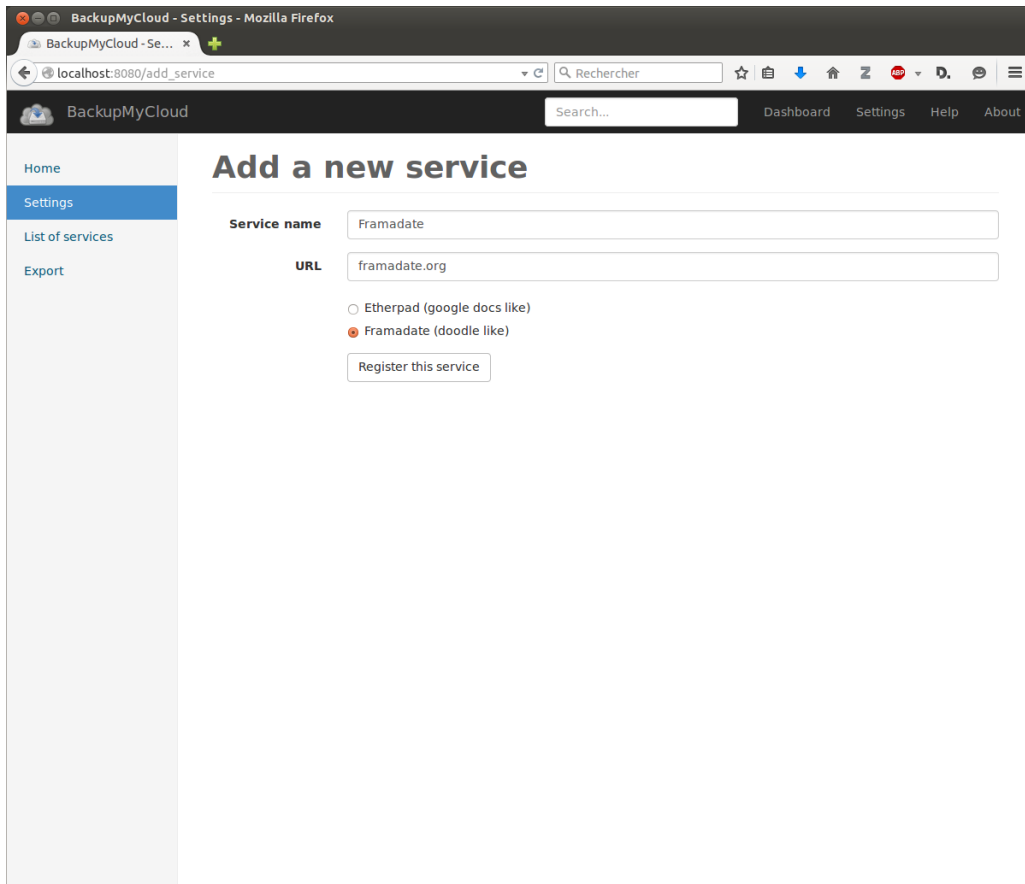 BackupMyCloud - Settings - Mozilla Firefox
BackupMyCloud - Se... ×
localhost:8080/add_service Rechercher Z ABP D.
BackupMyCloud Search... Dashboard Settings Help About
Home
Settings
List of services
Export
Add a new service
Service name Framadate
URL framadate.org
Etherpad (google docs like)
Framadate (doodle like)
Register this service